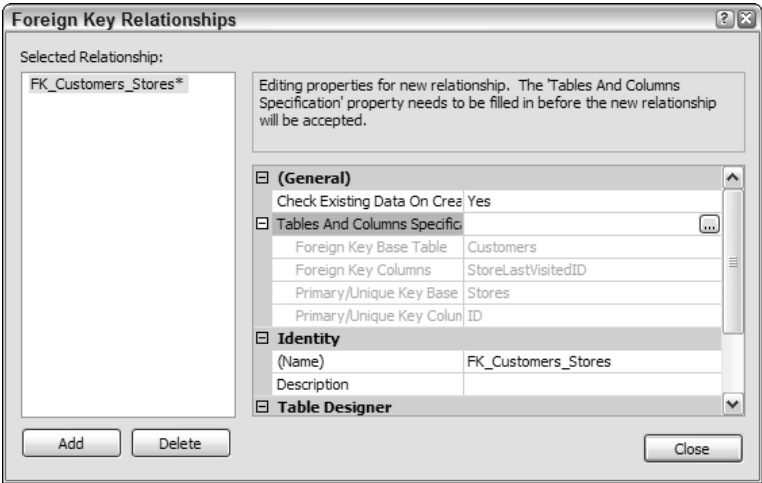 Foreign Key Relationships
Selected Relationship:
FK_Customers_Stores*
Editing properties for new relationship. The 'Tables And Columns
Specification' property needs to be filled in before the new relationship
will be accepted.
(General)
Check Existing Data On Crea Yes
Tables And Columns Specific
...
Foreign Key Base Table Customers
Foreign Key Columns StoreLastVisitedID
Primary/Unique Key Base Stores
Primary/Unique Key Colun ID
Identity
(Name) FK_Customers_Stores
Description
Table Designer
Add Delete
Close